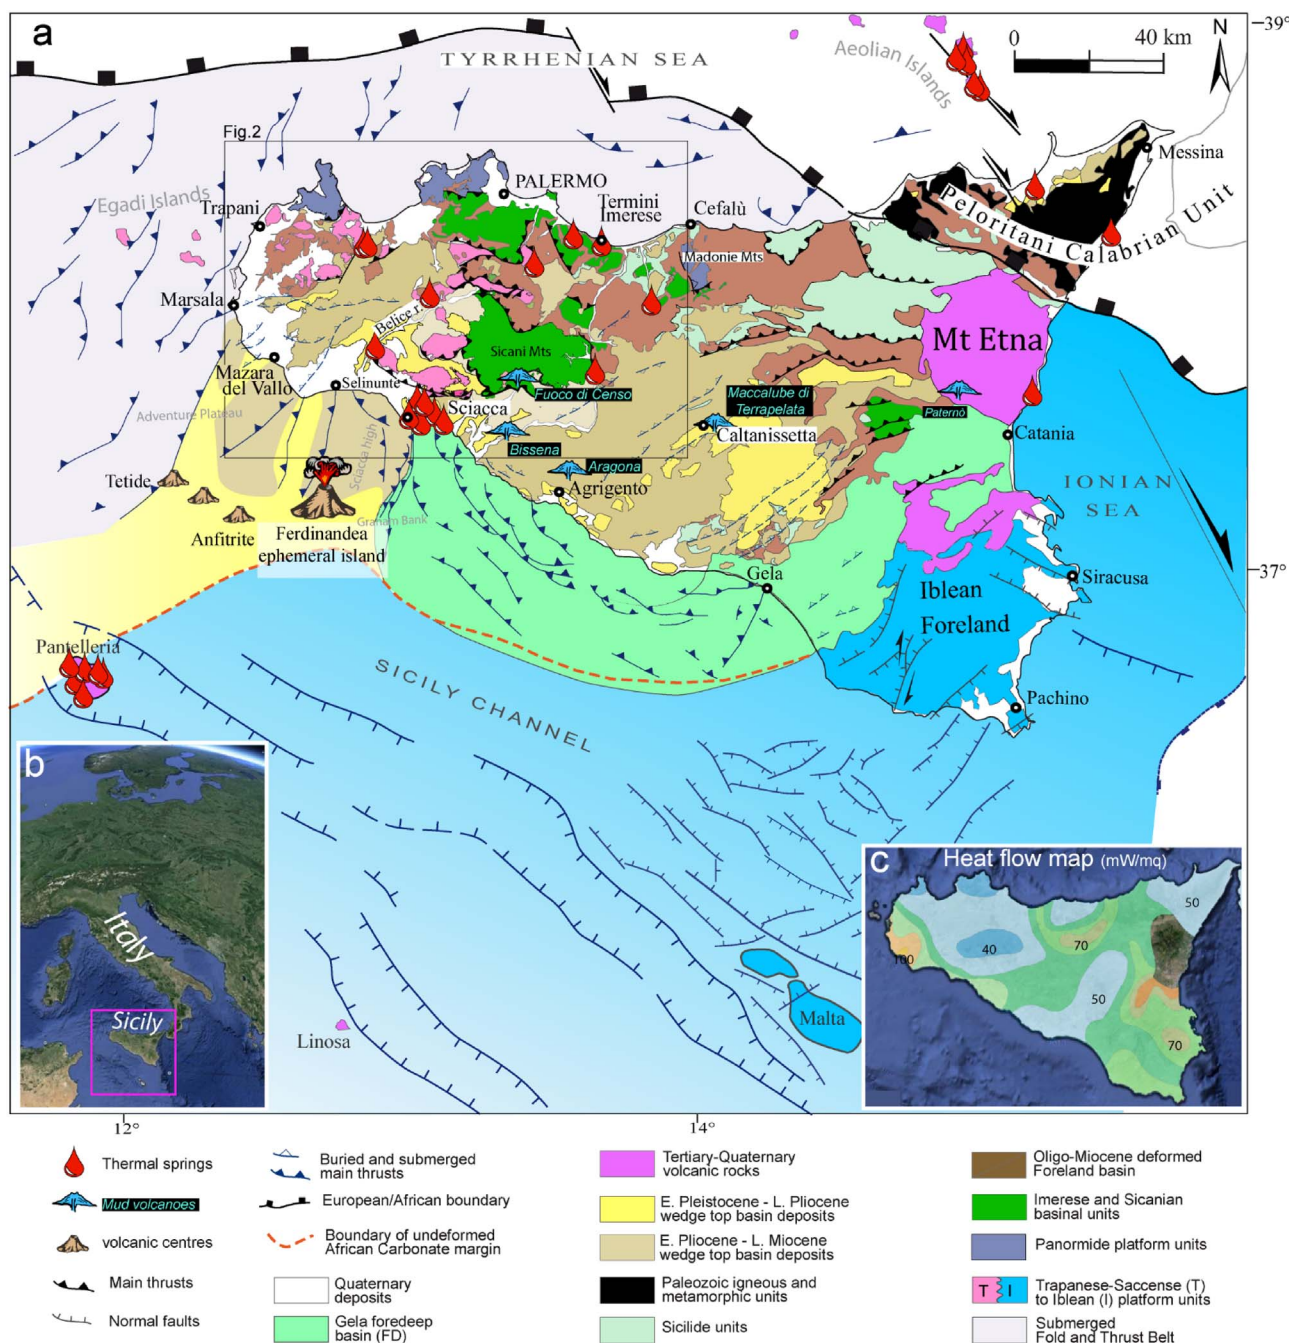 a
39°
TYRRHENIAN SEA
Aeolian Islands
0 40 km
N
Fig.2
Messina
Egadi Islands
Trapani
PALERMO
Termini
Imerese
Cefalù
Peloritani Calabrian Unit
Madonie Mts
Marsala
Belice r.
Mt Etna
Sicani Mts
Mazara
del Vallo
Selinunte
Fuoco di Censo
Maccalube di
Terrapelata
Paternò
Adventure Plateau
Sciacca
Caltanissetta
Catania
Bissena
Sciacca high
Aragona
Tetide
Agrigento
IONIAN
SEA
Anfitrite
Graham Bank
Ferdinandea
ephemeral island
Gela
37°
Siracusa
Iblean
Foreland
Pantelleria
SICILY CHANNEL
Pachino
b
Italy
Sicily
Linosa
Malta
c
Heat flow map (mW/mq)
50
70
40
100
50
70
12°
14°
Thermal springs
Mud volcanoes
volcanic centres
Main thrusts
Normal faults
Buried and submerged
main thrusts
European/African boundary
Boundary of undeformed
African Carbonate margin
Quaternary
deposits
Gela foredeep
basin (FD)
Tertiary-Quaternary
volcanic rocks
E. Pleistocene - L. Pliocene
wedge top basin deposits
E. Pliocene - L. Miocene
wedge top basin deposits
Paleozoic igneous and
metamorphic units
Sicilide units
Oligo-Miocene deformed
Foreland basin
Imerese and Sicanian
basinal units
Panormide platform units
T I
Trapanese-Saccense (T)
to Iblean (I) platform units
Submerged
Fold and Thrust Belt